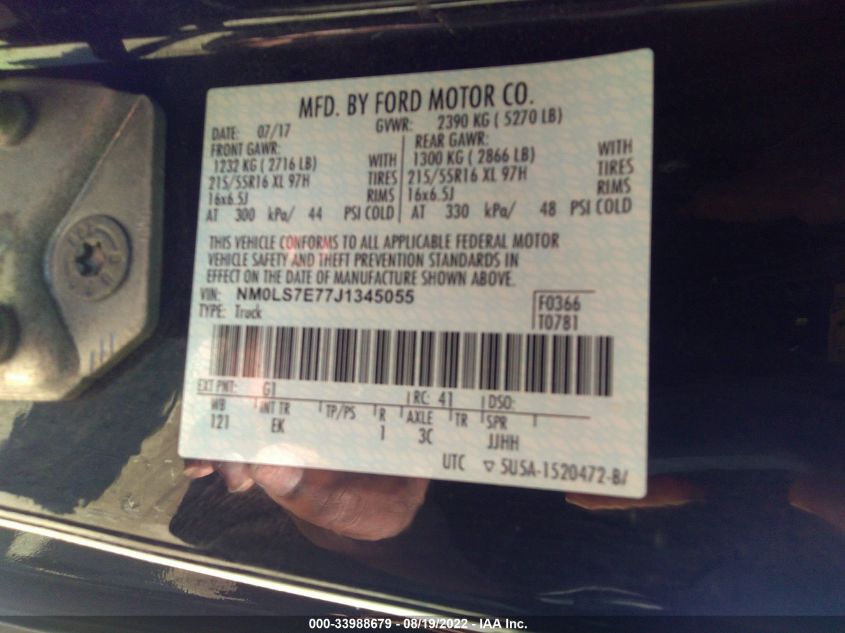 MFD. BY FORD MOTOR CO.
DATE: 07/17 GVWR: 2390 KG ( 5270 LB)
FRONT GAWR: REAR GAWR:
1232 KG ( 2716 LB) WITH 1300 KG ( 2866 LB) WITH
215/55R16 XL 97H TIRES 215/55R16 XL 97H TIRES
16x6.5J RIMS 16x6.5J RIMS
AT 300 kPa/ 44 PSI COLD AT 330 kPa/ 48 PSI COLD
THIS VEHICLE CONFORMS TO ALL APPLICABLE FEDERAL MOTOR
VEHICLE SAFETY AND THEFT PREVENTION STANDARDS IN
EFFECT ON THE DATE OF MANUFACTURE SHOWN ABOVE.
VIN: NM0LS7E77J1345055 F0366
TYPE: Truck T0781
EXT PNT: G1 RC: 41 DSO:
WB INT TR TP/PS R AXLE TR SPR
121 EK 1 3C JJHH
UTC ▽ 5U5A-1520472-B/
000-33988679 - 08/19/2022 - IAA Inc.